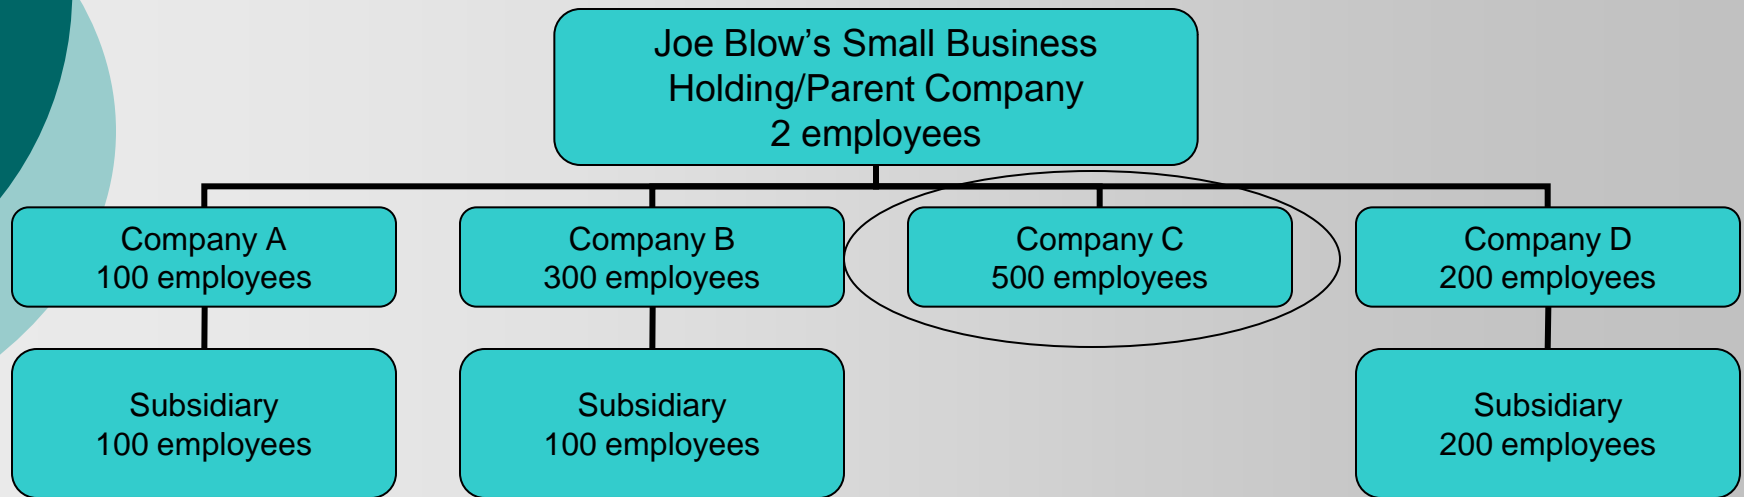 Joe Blow’s Small Business
Holding/Parent Company
2 employees
Company A
100 employees
Company B
300 employees
Company C
500 employees
Company D
200 employees
Subsidiary
100 employees
Subsidiary
100 employees
Subsidiary
200 employees